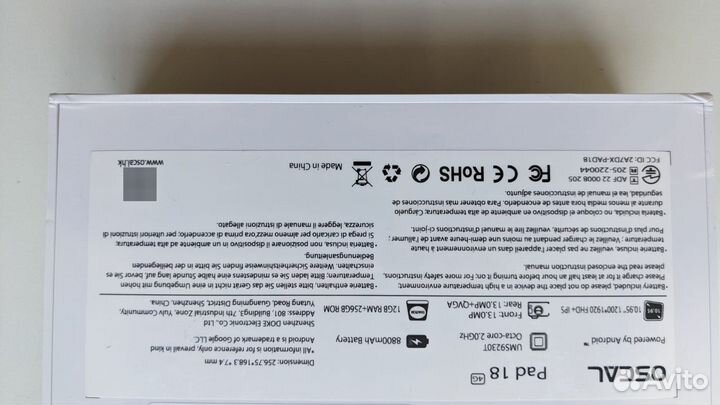 OSCAL
Pad 18 4G
Dimension: 256.75*168.3*7.4 mm
*All information is for reference only, prevail in kind
Powered by Android™
UMS9230T
Octa-core 2.0GHz
8800mAh Battery
Android is a trademark of Google LLC.
Shenzhen DOKE Electronic Co., Ltd
10.95", 1200*1920 FHD+ IPS
Front: 13.0MP
Rear: 13.0MP+QVGA
12GB RAM+256GB ROM
Address: 801, Building3, 7th Industrial Zone, Yulv Community,
Yutang Road, Guangming District, Shenzhen, China.
*Battery included, do not place the device in a high temperature environment
Please charge it for at least half an hour before turning it on. For more safety instructions,
please read the enclosed instruction manual.
*Batterie incluse, veuillez ne pas placer l'appareil dans un environnement à haute
température ; Veuillez le charger pendant au moins une demi-heure avant de l'allumer ;
Pour plus d'instructions de sécurité, veuillez lire le manuel d'instructions ci-joint.
*Batería incluida, no coloque el dispositivo en ambiente de alta temperatura; Cárguelo
durante al menos media hora antes de encenderlo. Para obtener más instrucciones de
seguridad, lea el manual de instrucciones adjunto.
*Batterie enthalten, bitte stellen Sie das Gerät nicht in eine Umgebung mit hohen
Temperaturen. Bitte laden Sie es mindestens eine halbe Stunde lang auf, bevor Sie es
einschalten. Weitere Sicherheitshinweise finden Sie bitte in der beiliegenden
Bedienungsanleitung.
*Batteria inclusa, non posizionare il dispositivo in un ambiente ad alta temperatura;
Si prega di caricarlo per almeno mezz'ora prima di accenderlo; per ulteriori istruzioni di
sicurezza, leggere il manuale di istruzioni allegato.
ADF 22 0008 205
205-220044
FCC ID: 2A7DX-PAD18
FC CE RoHS
Made in China
www.oscal.hk
Avito